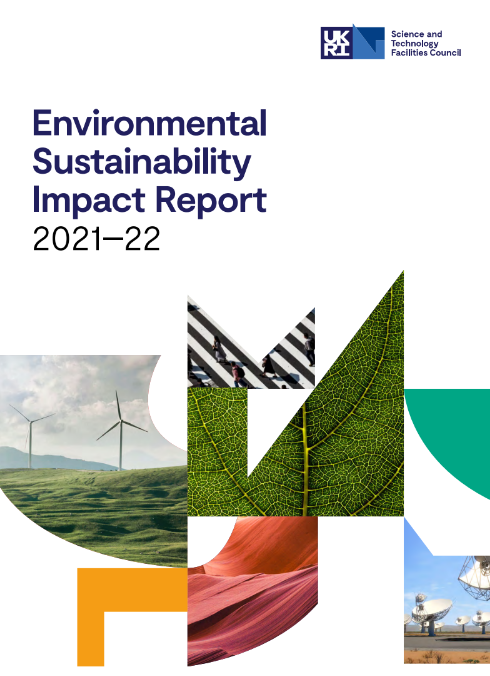 UK
RI
Science and
Technology
Facilities Council
Environmental
Sustainability
Impact Report
2021—22